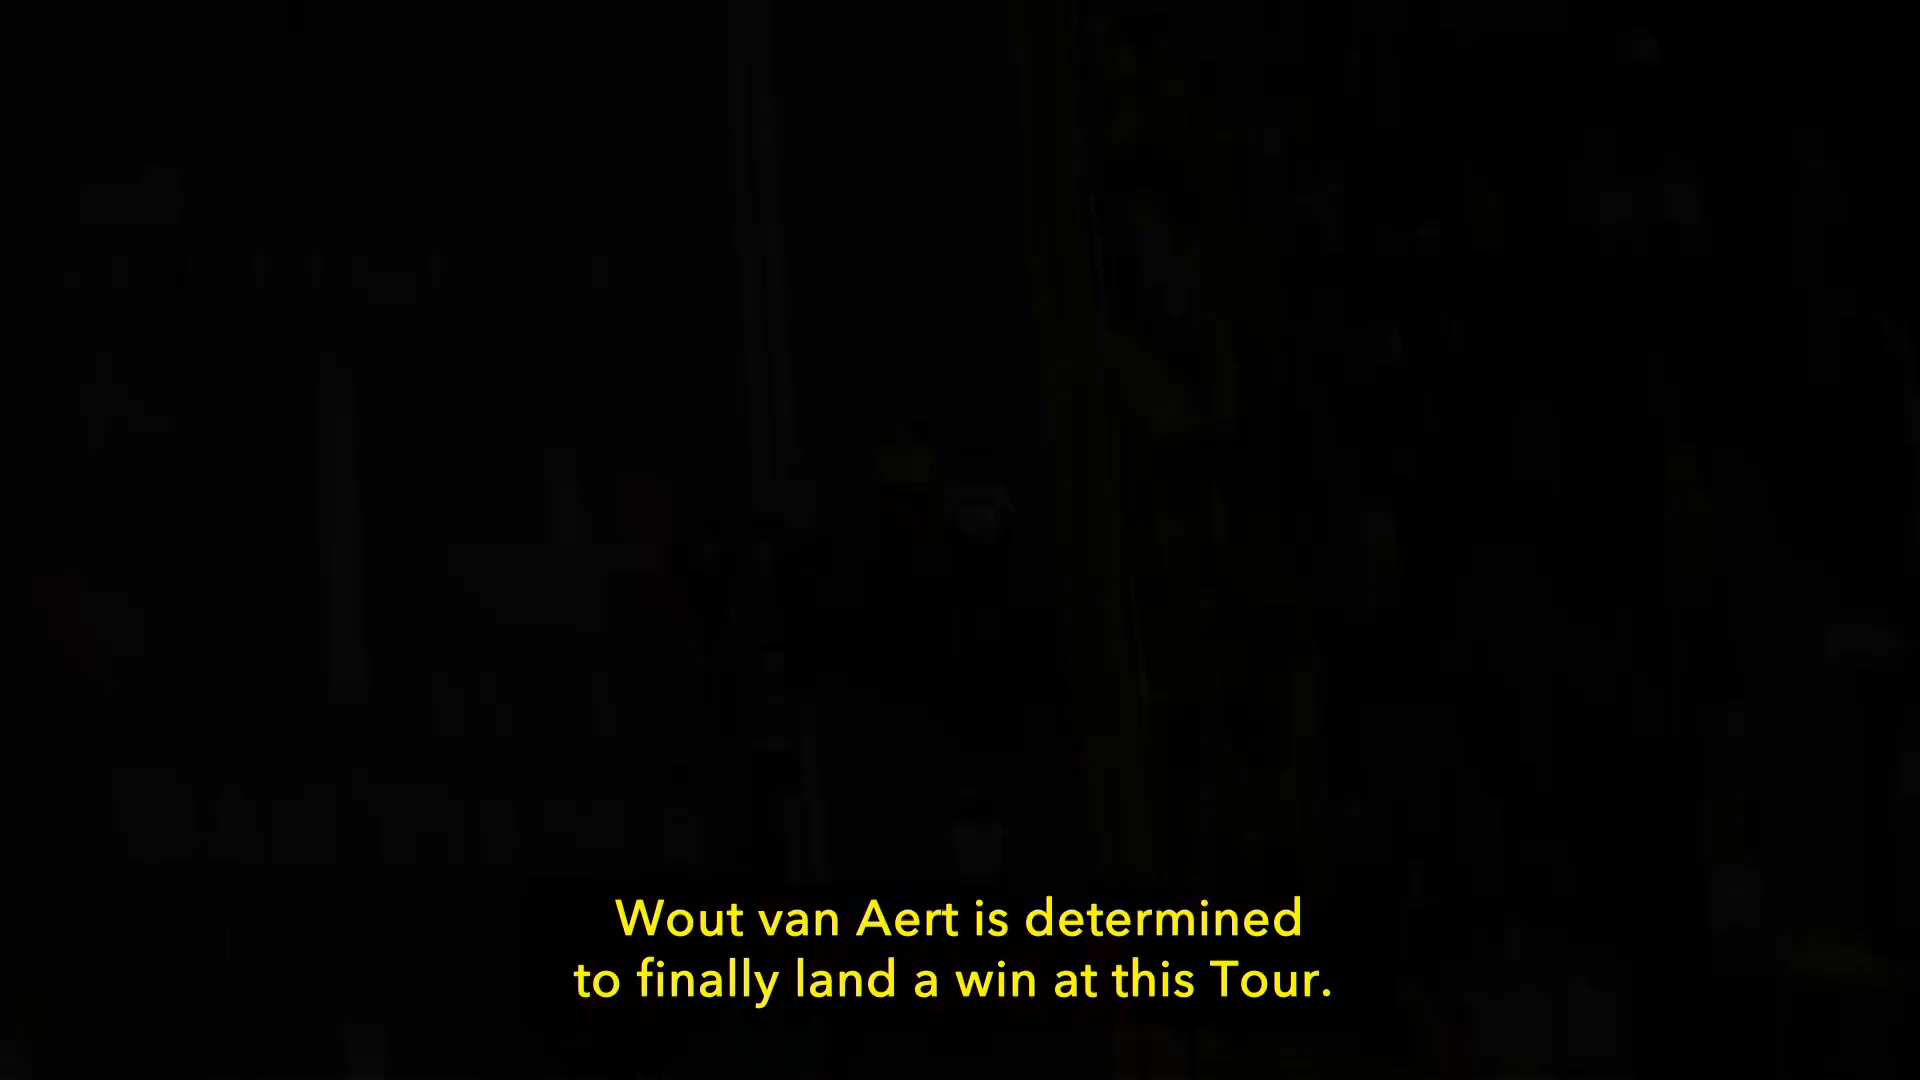 Wout van Aert is determined
to finally land a win at this Tour.